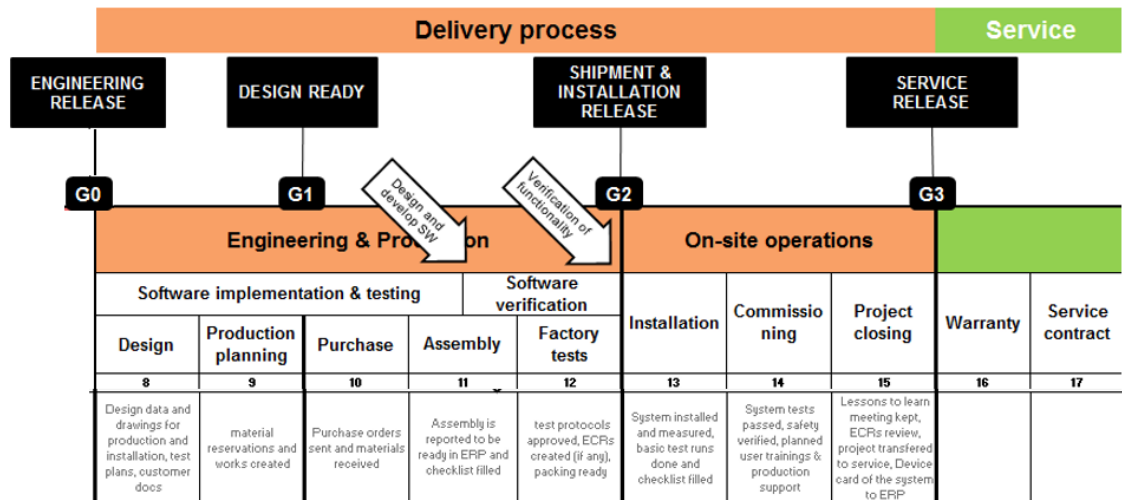 Delivery process
Service
ENGINEERING
RELEASE
DESIGN READY
SHIPMENT &
INSTALLATION
RELEASE
SERVICE
RELEASE
G0
G1
Design and
develop SW
Verification of
functionality
G2
G3
Engineering & Pro on
On-site operations
Software implementation & testing
Software
verification
Design
Production
planning
Purchase
Assembly
Factory
tests
Installation
Commissio
ning
Project
closing
Warranty
Service
contract
8
9
10
11
12
13
14
15
16
17
Design data and
drawings for
production and
installation, test
plans, customer
docs
material
reservations and
works created
Purchase orders
sent and materials
received
Assembly is
reported to be
ready in ERP and
checklist filled
test protocols
approved, ECRs
created (if any),
packing ready
System installed
and measured,
basic test runs
done and
checklist filled
System tests
passed, safety
verified, planned
user trainings &
production
support
Lessons to learn
meeting kept,
ECRs review,
project transfered
to service, Device
card of the system
to ERP